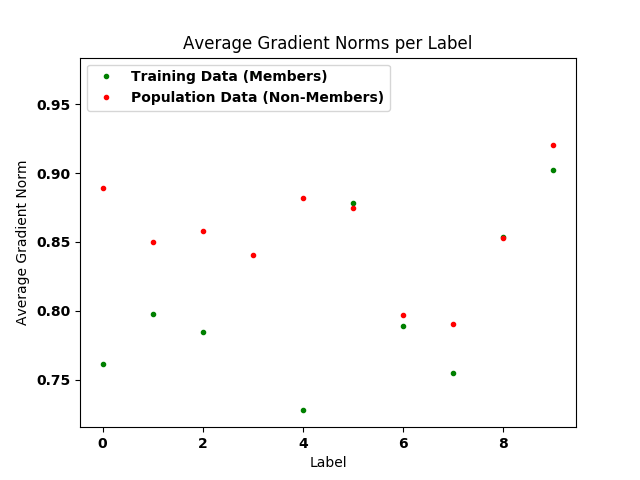 Average Gradient Norms per Label
Training Data (Members)
Population Data (Non-Members)
0.95
0.90
0.85
0.80
0.75
Average Gradient Norm
0 2 4 6 8
Label